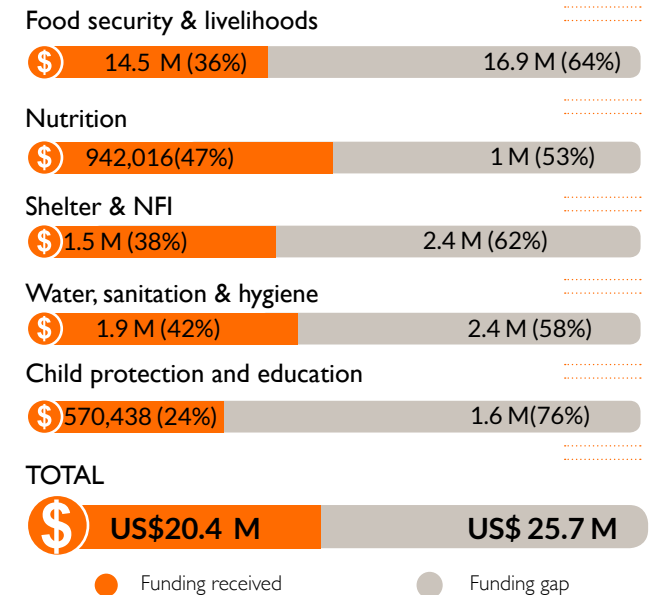 Food security & livelihoods
$ 14.5 M (36%) 16.9 M (64%)
Nutrition
$ 942,016(47%) 1 M (53%)
Shelter & NFI
$ 1.5 M (38%) 2.4 M (62%)
Water, sanitation & hygiene
$ 1.9 M (42%) 2.4 M (58%)
Child protection and education
$ 570,438 (24%) 1.6 M(76%)
TOTAL
$ US$20.4 M US$ 25.7 M
Funding received Funding gap